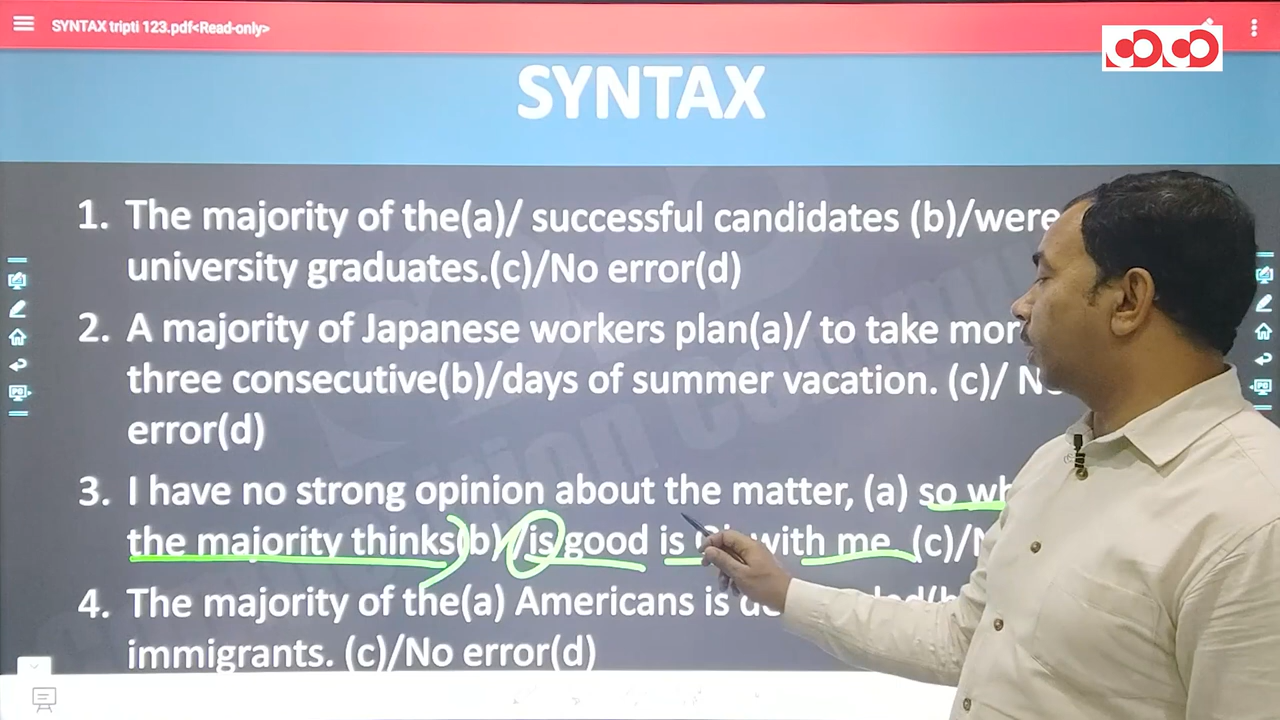 SYNTAX tripti 123.pdf<Read-only>
SYNTAX
1. The majority of the(a)/ successful candidates (b)/were
university graduates.(c)/No error(d)
2. A majority of Japanese workers plan(a)/ to take
three consecutive(b)/days of summer vacation. (c)/
error(d)
3. I have no strong opinion about the matter, (a) so
the majority thinks(b)/ is good is with me (c)/
4. The majority of the(a) Americans is
immigrants. (c)/No error(d)